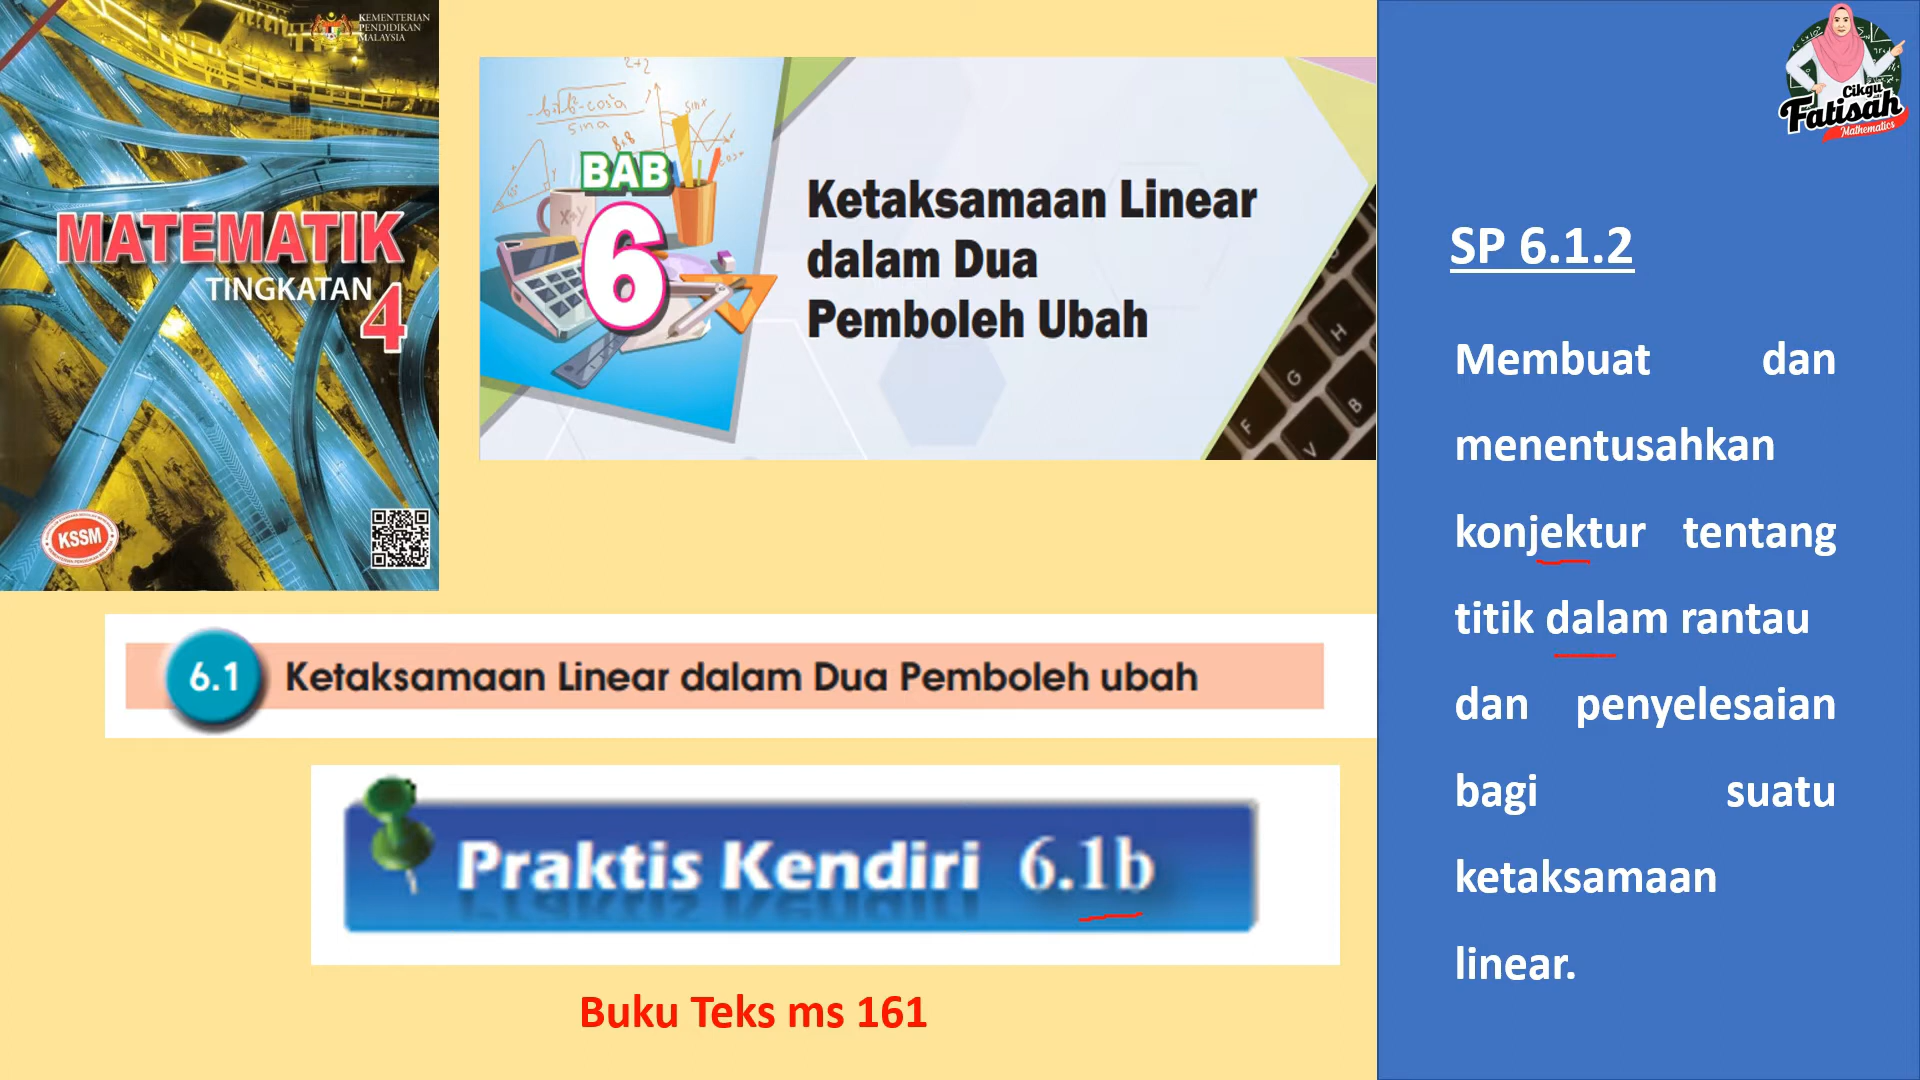 KEMENTERIAN
PENDIDIKAN
MALAYSIA
MATEMATIK
TINGKATAN
4
KSSM
BAB
6
Ketaksamaan Linear
dalam Dua
Pemboleh Ubah
6.1 Ketaksamaan Linear dalam Dua Pemboleh ubah
Praktis Kendiri 6.1b
Buku Teks ms 161
Cikgu
Fatisah
Mathematics
SP 6.1.2
Membuat dan
menentusahkan
konjektur tentang
titik dalam rantau
dan penyelesaian
bagi suatu
ketaksamaan
linear.